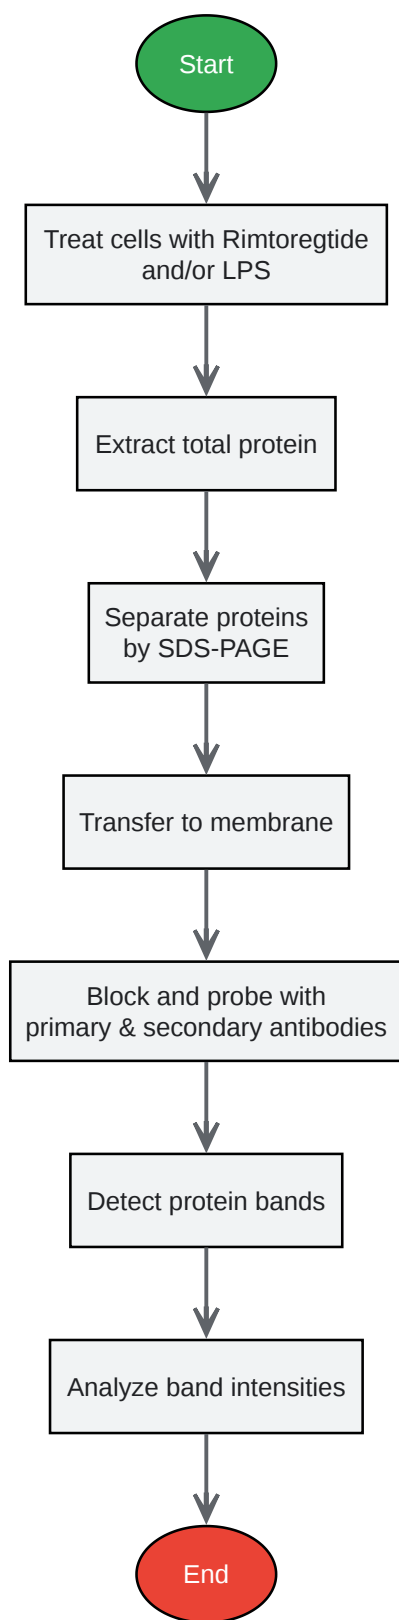 Start
Treat cells with Rimtoregtide
and/or LPS
Extract total protein
Separate proteins
by SDS-PAGE
Transfer to membrane
Block and probe with
primary & secondary antibodies
Detect protein bands
Analyze band intensities
End